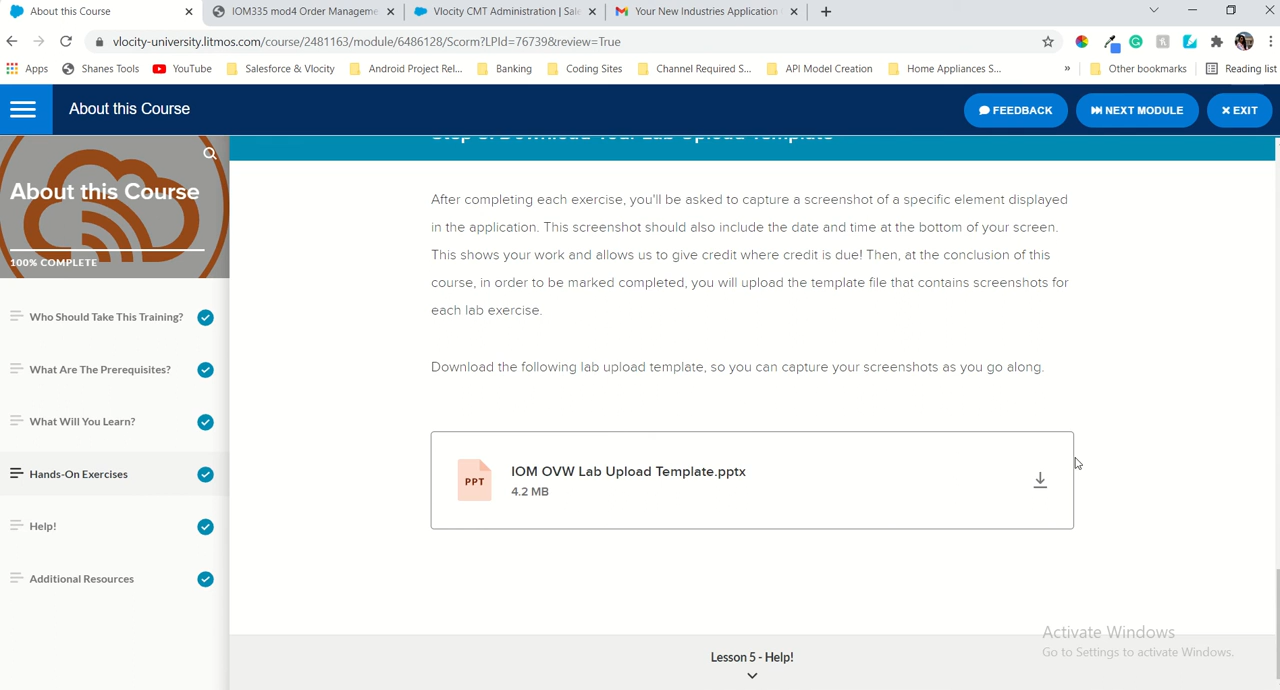 About this Course
IOM335 mod4 Order Manageme
Vlocity CMT Administration | Sale
Your New Industries Application
vlocity-university.litmos.com/course/2481163/module/6486128/Scorm?LPId=76739&review=True
Apps
Shanes Tools
YouTube
Salesforce & Vlocity
Android Project Rel...
Banking
Coding Sites
Channel Required S...
API Model Creation
Home Appliances S...
»
Other bookmarks
Reading list
About this Course
FEEDBACK
NEXT MODULE
EXIT
About this Course
100% COMPLETE
Who Should Take This Training?
What Are The Prerequisites?
What Will You Learn?
Hands-On Exercises
Help!
Additional Resources
Download Your Lab Upload Template
After completing each exercise, you'll be asked to capture a screenshot of a specific element displayed
in the application. This screenshot should also include the date and time at the bottom of your screen.
This shows your work and allows us to give credit where credit is due! Then, at the conclusion of this
course, in order to be marked completed, you will upload the template file that contains screenshots for
each lab exercise.
Download the following lab upload template, so you can capture your screenshots as you go along.
PPT
IOM OVW Lab Upload Template.pptx
4.2 MB
Activate Windows
Go to Settings to activate Windows.
Lesson 5 - Help!